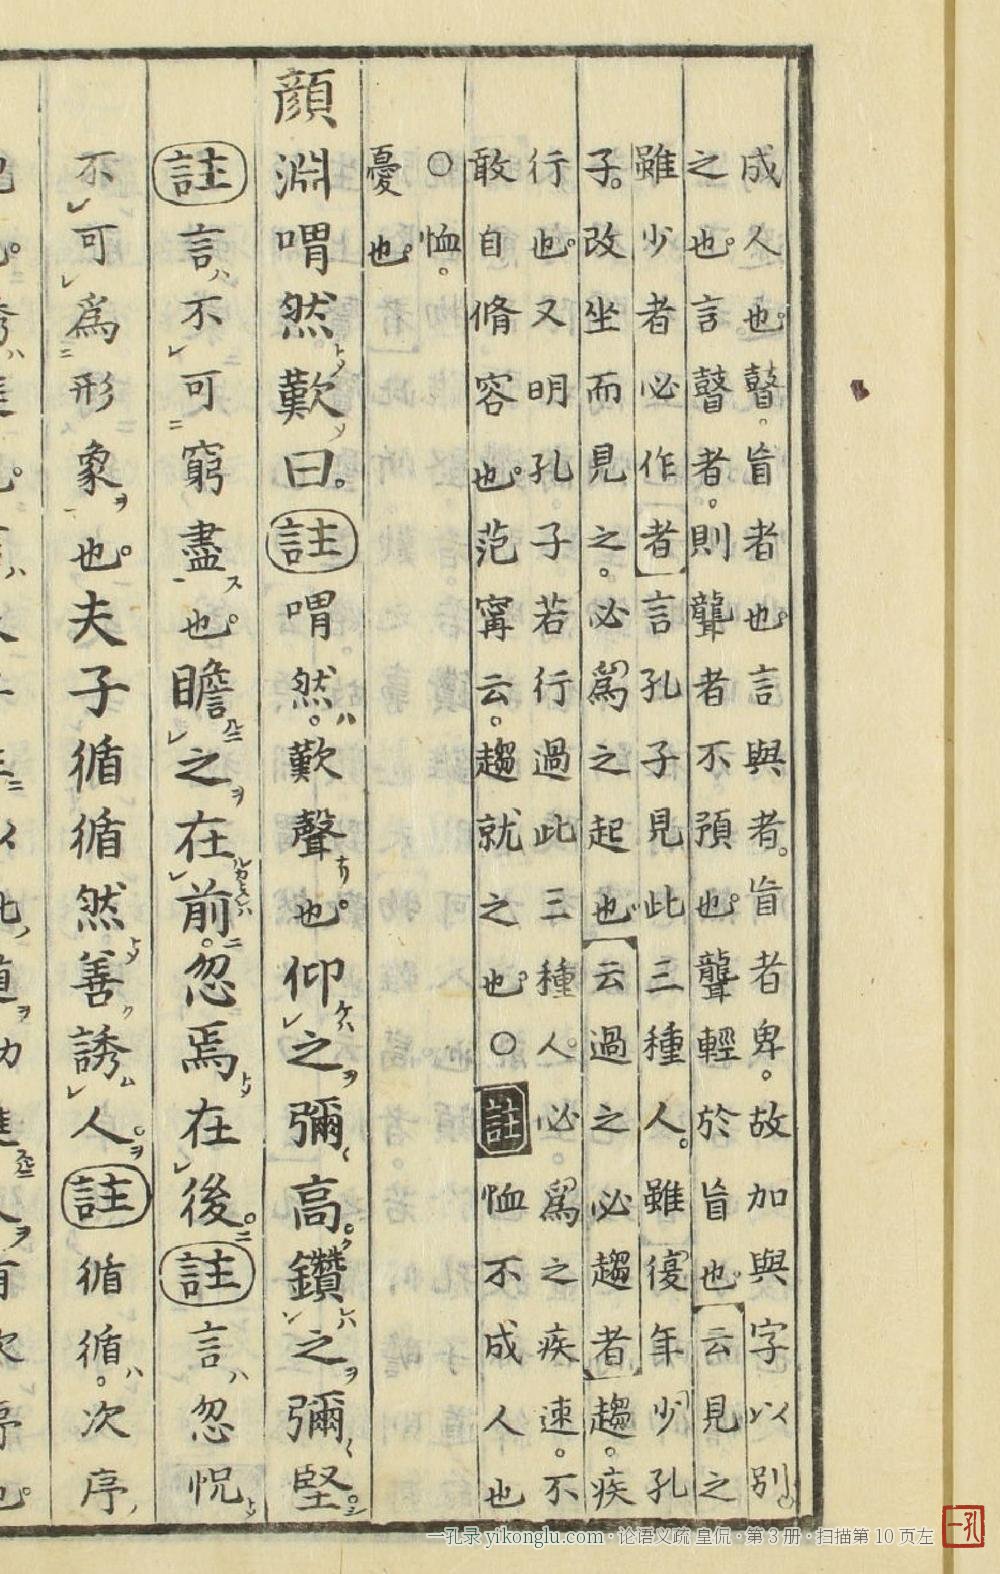 成人也瞽。盲者也言與者。盲者卑。故加與字以別
之也。言瞽者。則聾者不預也。聾輕於盲也。云見之
雖少者必作者言孔子見此三種人。雖復年少孔
子。改坐而見之。必爲之起也云過之必趨者趨。疾
行也。又明孔子若行過此三種人。必爲之疾速。不
敢自脩容也。范甯云。趨就之也。○註恤不成人也
○恤。
憂也。
顔淵喟然歎曰。註喟然。歎聲也。仰之彌高。鑽之彌堅。
註言不可窮盡也。瞻之在前。忽焉在後。註言忽怳
不可爲形象也。夫子循循然善誘人。註循循。次序
一孔录 yikonglu.com · 论语义疏 皇侃 · 第 3 册 · 扫描第 10 页左
一孔